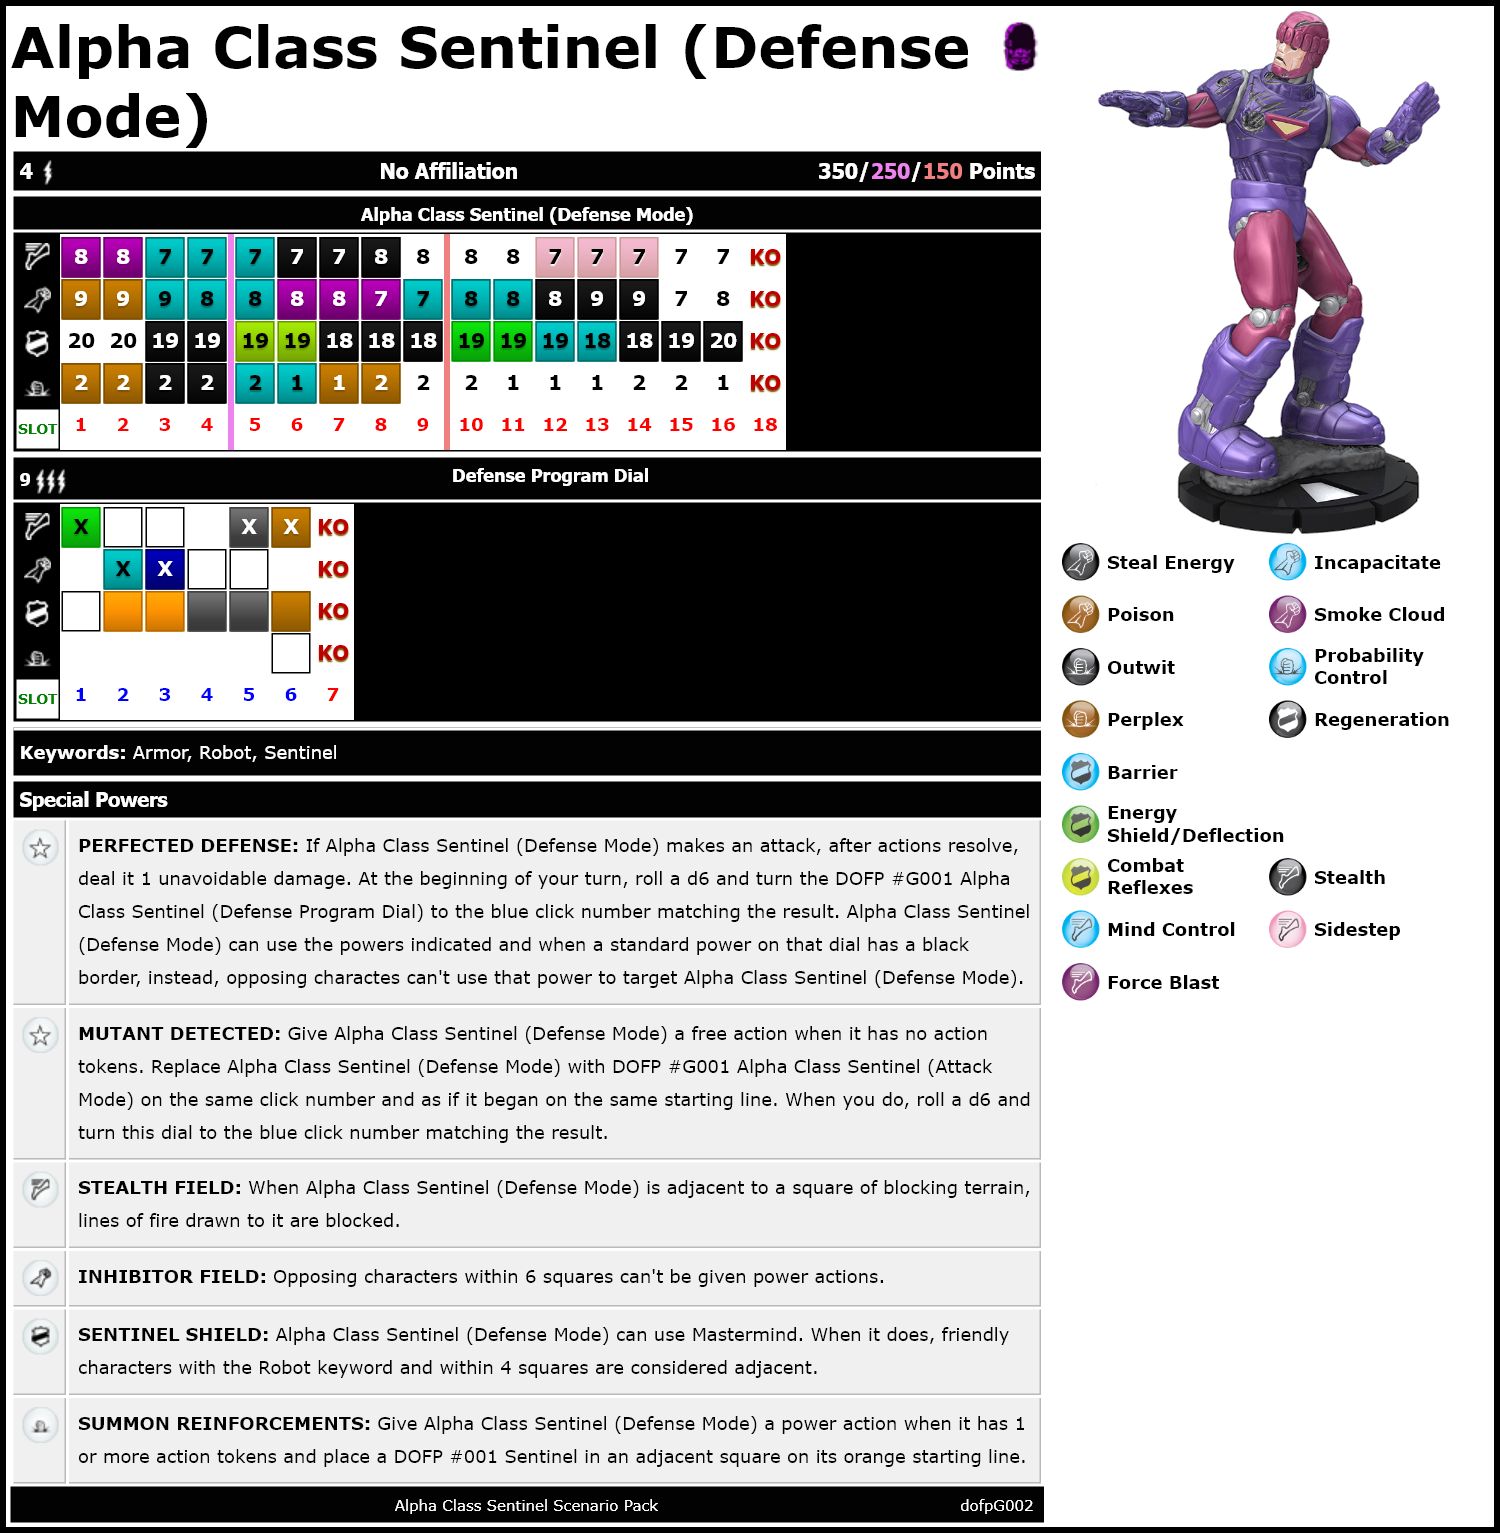 Alpha Class Sentinel (Defense
Mode)
4 No Affiliation 350/250/150 Points
Alpha Class Sentinel (Defense Mode)
8 8 7 7 7 7 7 8 8 8 8 7 7 7 7 7 KO
9 9 9 8 8 8 8 7 7 8 8 8 9 9 7 8 KO
20 20 19 19 19 19 18 18 18 19 19 19 18 18 19 20 KO
2 2 2 2 2 1 1 2 2 2 1 1 1 2 2 1 KO
SLOT 1 2 3 4 5 6 7 8 9 10 11 12 13 14 15 16 18
9 Defense Program Dial
X X X KO
X X KO
KO
KO
SLOT 1 2 3 4 5 6 7
Keywords: Armor, Robot, Sentinel
Special Powers
PERFECTED DEFENSE: If Alpha Class Sentinel (Defense Mode) makes an attack, after actions resolve,
deal it 1 unavoidable damage. At the beginning of your turn, roll a d6 and turn the DOFP #G001 Alpha
Class Sentinel (Defense Program Dial) to the blue click number matching the result. Alpha Class Sentinel
(Defense Mode) can use the powers indicated and when a standard power on that dial has a black
border, instead, opposing charactes can't use that power to target Alpha Class Sentinel (Defense Mode).
MUTANT DETECTED: Give Alpha Class Sentinel (Defense Mode) a free action when it has no action
tokens. Replace Alpha Class Sentinel (Defense Mode) with DOFP #G001 Alpha Class Sentinel (Attack
Mode) on the same click number and as if it began on the same starting line. When you do, roll a d6 and
turn this dial to the blue click number matching the result.
STEALTH FIELD: When Alpha Class Sentinel (Defense Mode) is adjacent to a square of blocking terrain,
lines of fire drawn to it are blocked.
INHIBITOR FIELD: Opposing characters within 6 squares can't be given power actions.
SENTINEL SHIELD: Alpha Class Sentinel (Defense Mode) can use Mastermind. When it does, friendly
characters with the Robot keyword and within 4 squares are considered adjacent.
SUMMON REINFORCEMENTS: Give Alpha Class Sentinel (Defense Mode) a power action when it has 1
or more action tokens and place a DOFP #001 Sentinel in an adjacent square on its orange starting line.
Alpha Class Sentinel Scenario Pack dofpG002
Steal Energy Incapacitate
Poison Smoke Cloud
Outwit Probability
Control
Perplex Regeneration
Barrier
Energy
Shield/Deflection
Combat
Reflexes Stealth
Mind Control Sidestep
Force Blast